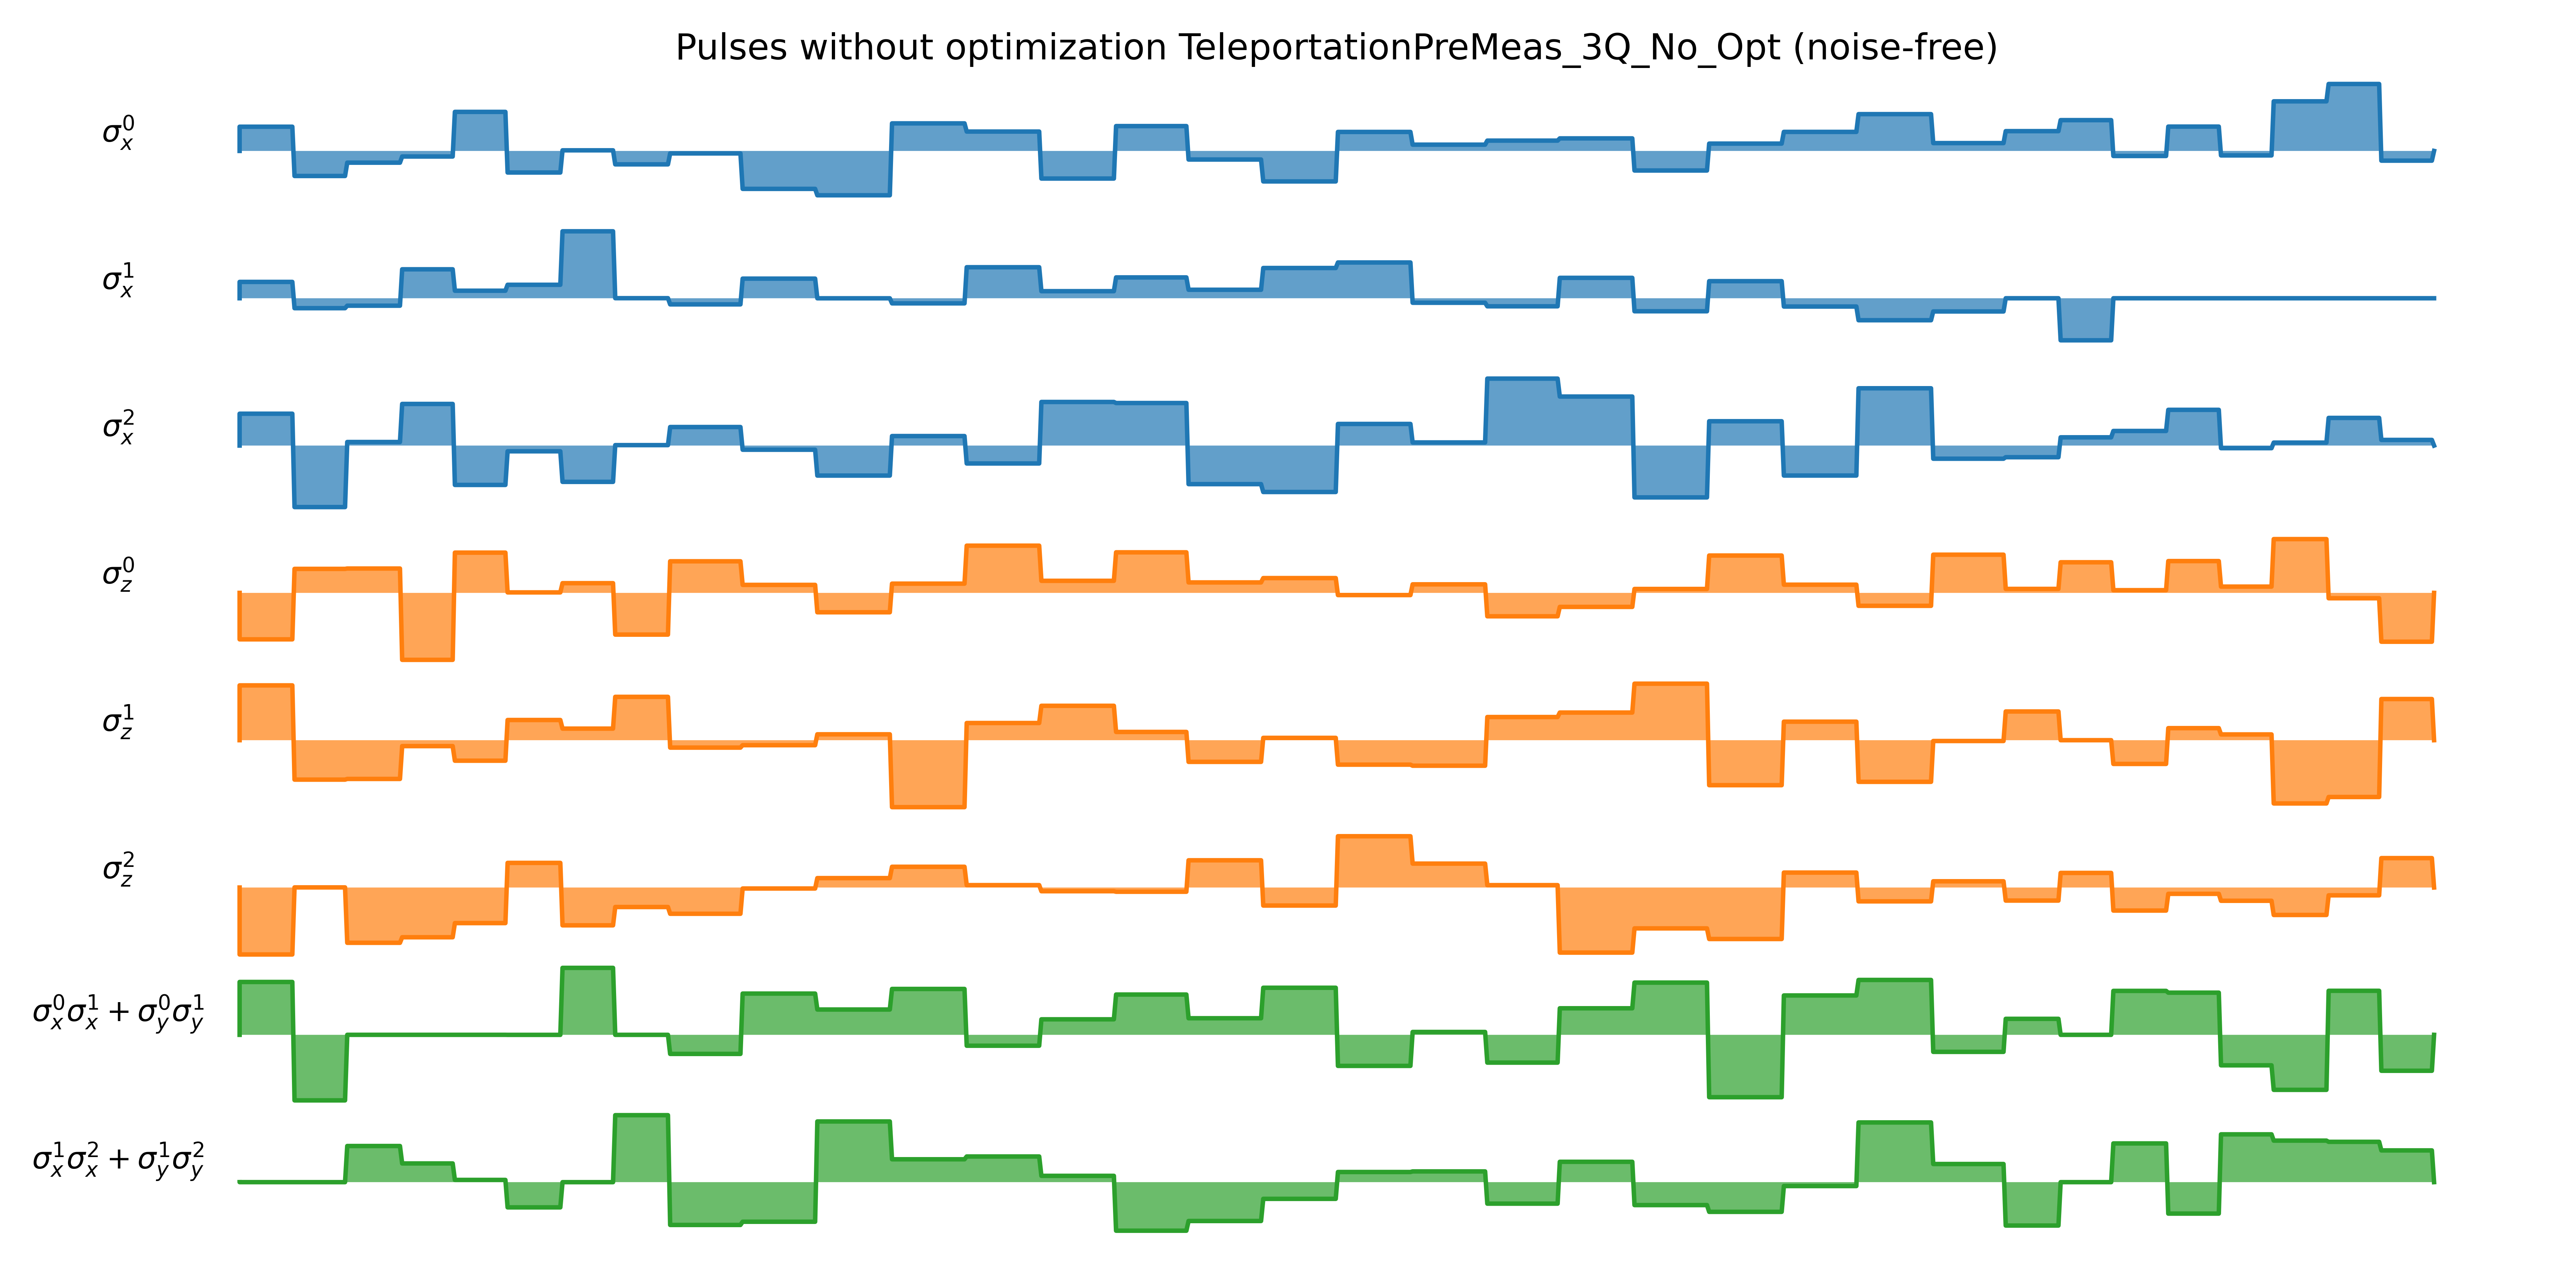 Pulses without optimization TeleportationPreMeas_3Q_No_Opt (noise-free)
σ_x^0
σ_x^1
σ_x^2
σ_z^0
σ_z^1
σ_z^2
σ_x^0σ_x^1 + σ_y^0σ_y^1
σ_x^1σ_x^2 + σ_y^1σ_y^2